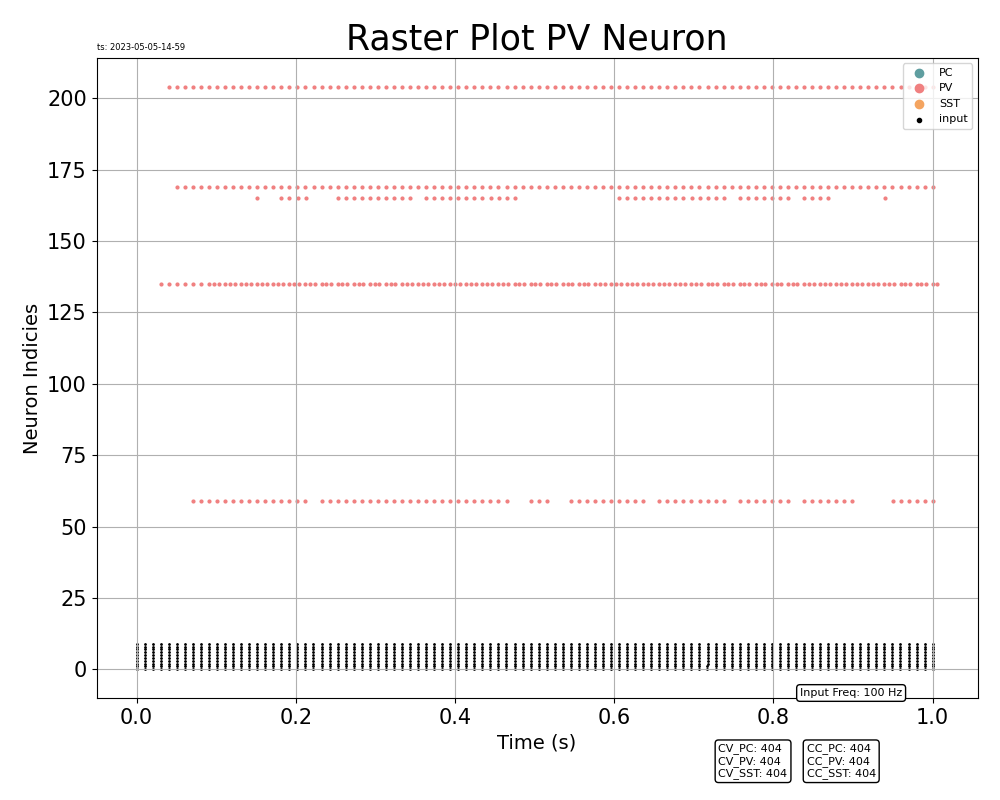 Raster Plot PV Neuron
ts: 2023-05-05-14-59
PC
PV
SST
input
200
175
150
125
100
75
50
25
0
Neuron Indicies
Input Freq: 100 Hz
0.0 0.2 0.4 0.6 0.8 1.0
Time (s)
CV_PC: 404
CV_PV: 404
CV_SST: 404
CC_PC: 404
CC_PV: 404
CC_SST: 404